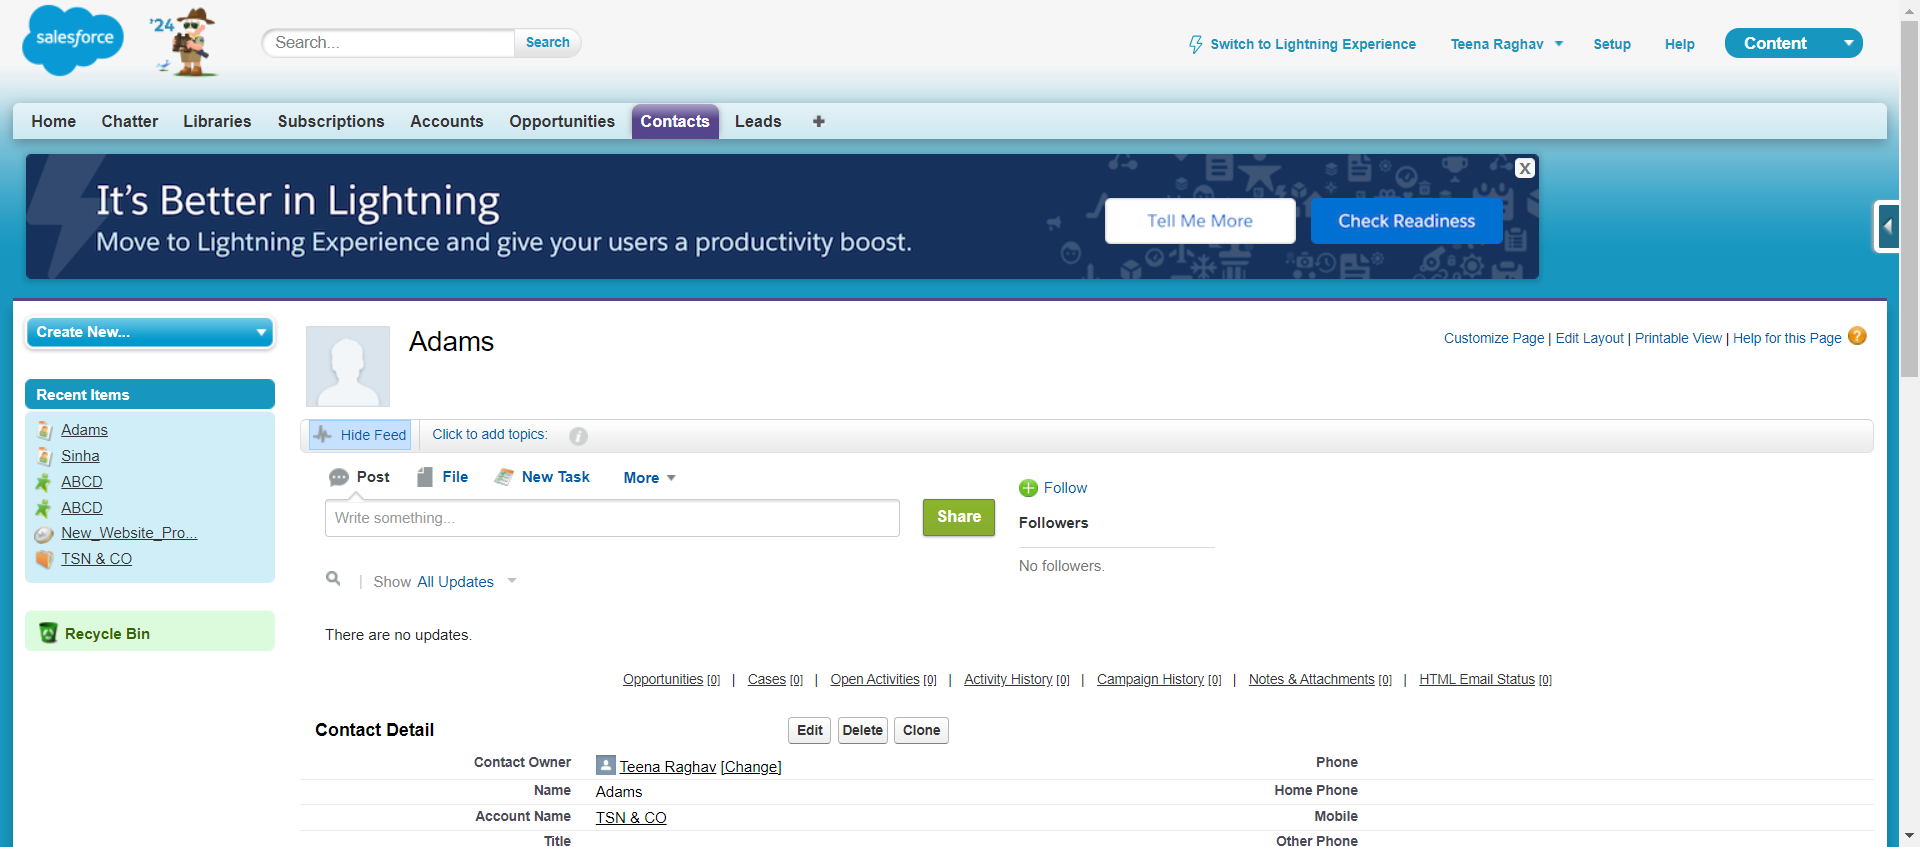 salesforce
'24
Search...
Search
Switch to Lightning Experience
Teena Raghav
Setup
Help
Content
Home
Chatter
Libraries
Subscriptions
Accounts
Opportunities
Contacts
Leads
+
It's Better in Lightning
Move to Lightning Experience and give your users a productivity boost.
Tell Me More
Check Readiness
X
Create New...
Recent Items
Adams
Sinha
ABCD
ABCD
New_Website_Pro...
TSN & CO
Recycle Bin
Adams
Customize Page | Edit Layout | Printable View | Help for this Page
?
Hide Feed
Click to add topics:
i
Post
File
New Task
More
Write something...
Share
Follow
Followers
No followers.
| Show All Updates
There are no updates.
Opportunities [0] | Cases [0] | Open Activities [0] | Activity History [0] | Campaign History [0] | Notes & Attachments [0] | HTML Email Status [0]
Contact Detail
Edit
Delete
Clone
Contact Owner Teena Raghav [Change] Phone
Name Adams Home Phone
Account Name TSN & CO Mobile
Title Other Phone